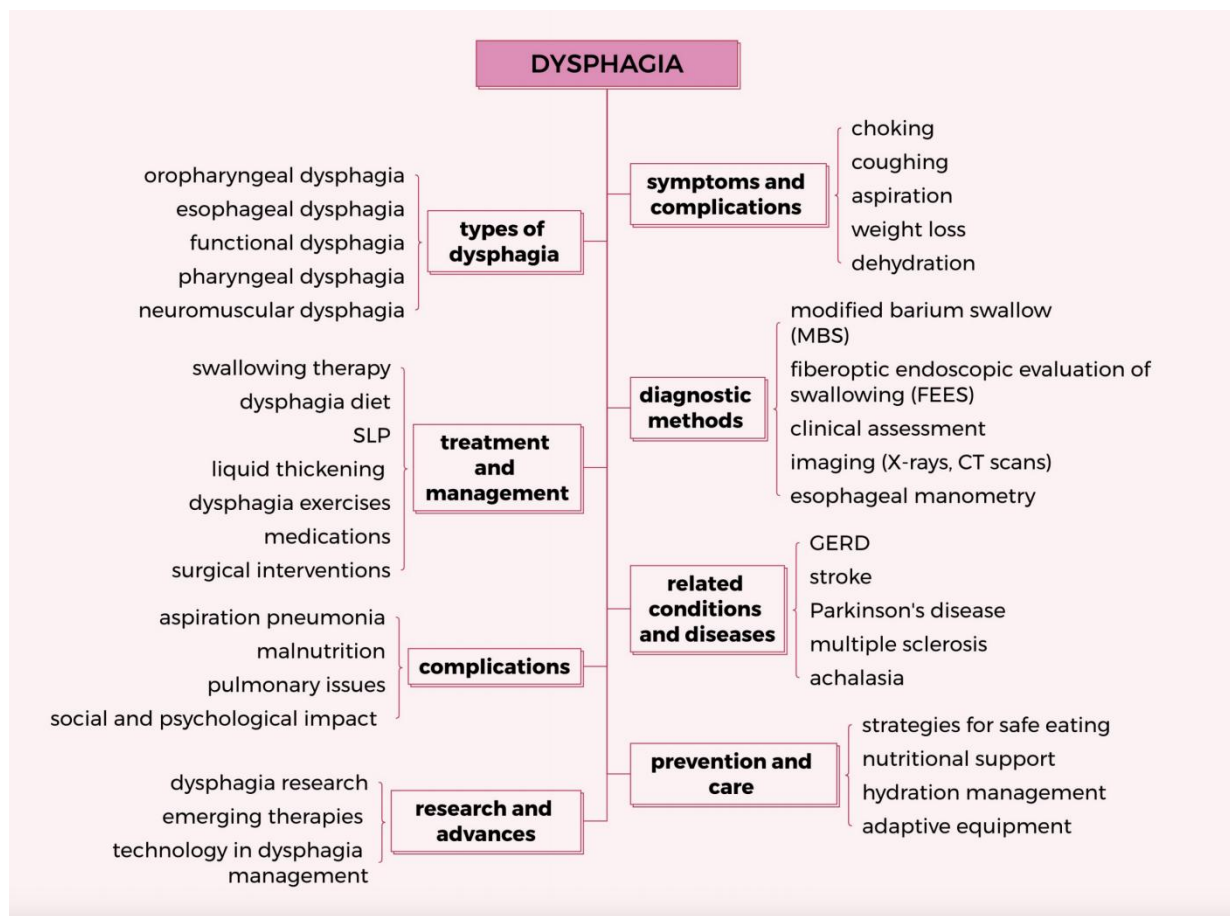 DYSPHAGIA
oropharyngeal dysphagia
esophageal dysphagia
functional dysphagia
pharyngeal dysphagia
neuromuscular dysphagia
types of
dysphagia
swallowing therapy
dysphagia diet
SLP
liquid thickening
dysphagia exercises
medications
surgical interventions
treatment
and
management
aspiration pneumonia
malnutrition
pulmonary issues
social and psychological impact
complications
dysphagia research
emerging therapies
technology in dysphagia
management
research and
advances
symptoms and
complications
choking
coughing
aspiration
weight loss
dehydration
diagnostic
methods
modified barium swallow
(MBS)
fiberoptic endoscopic evaluation of
swallowing (FEES)
clinical assessment
imaging (X-rays, CT scans)
esophageal manometry
related
conditions
and diseases
GERD
stroke
Parkinson's disease
multiple sclerosis
achalasia
prevention and
care
strategies for safe eating
nutritional support
hydration management
adaptive equipment